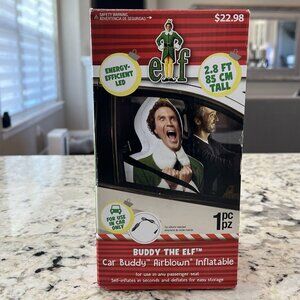 SAFETY WARNING
$22.98
elf
ENERGY-
EFFICIENT
LED
2.8 FT
85 CM
TALL
FOR USE
IN CAR
ONLY
1 pc
pz
BUDDY THE ELF™
Car Buddy™ Airblown® Inflatable
for use in any passenger seat
Self-inflates in seconds and deflates for easy storage